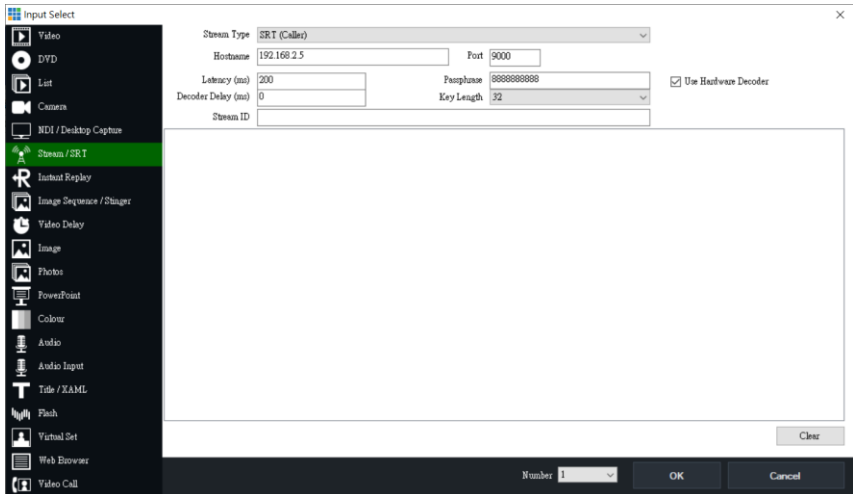 Input Select
Video
DVD
List
Camera
NDI / Desktop Capture
Stream / SRT
Instant Replay
Image Sequence / Stinger
Video Delay
Image
Photos
PowerPoint
Colour
Audio
Audio Input
Title / XAML
Flash
Virtual Set
Web Browser
Video Call
Stream Type SRT (Caller)
Hostname 192.168.2.5 Port 9000
Latency (ms) 200 Passphrase 8888888888 Use Hardware Decoder
Decoder Delay (ms) 0 Key Length 32
Stream ID
Clear
Number 1 OK Cancel